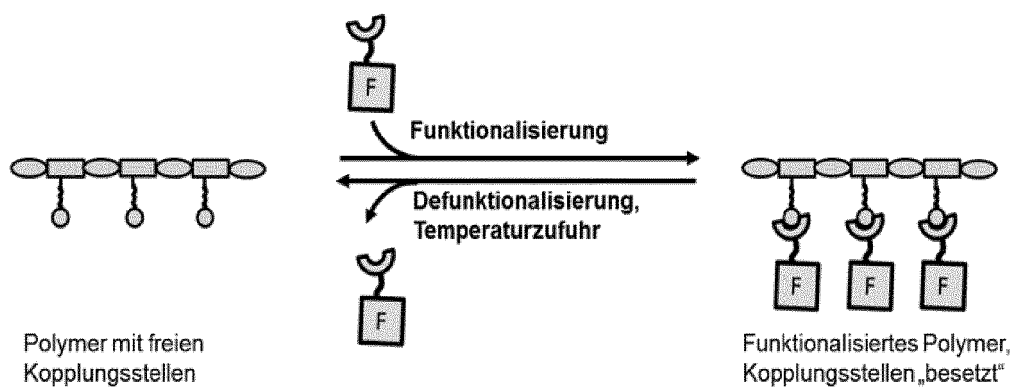 F
Funktionalisierung
Defunktionalisierung,
Temperaturzufuhr
F
F F F
Polymer mit freien
Kopplungsstellen
Funktionalisiertes Polymer,
Kopplungsstellen „besetzt“